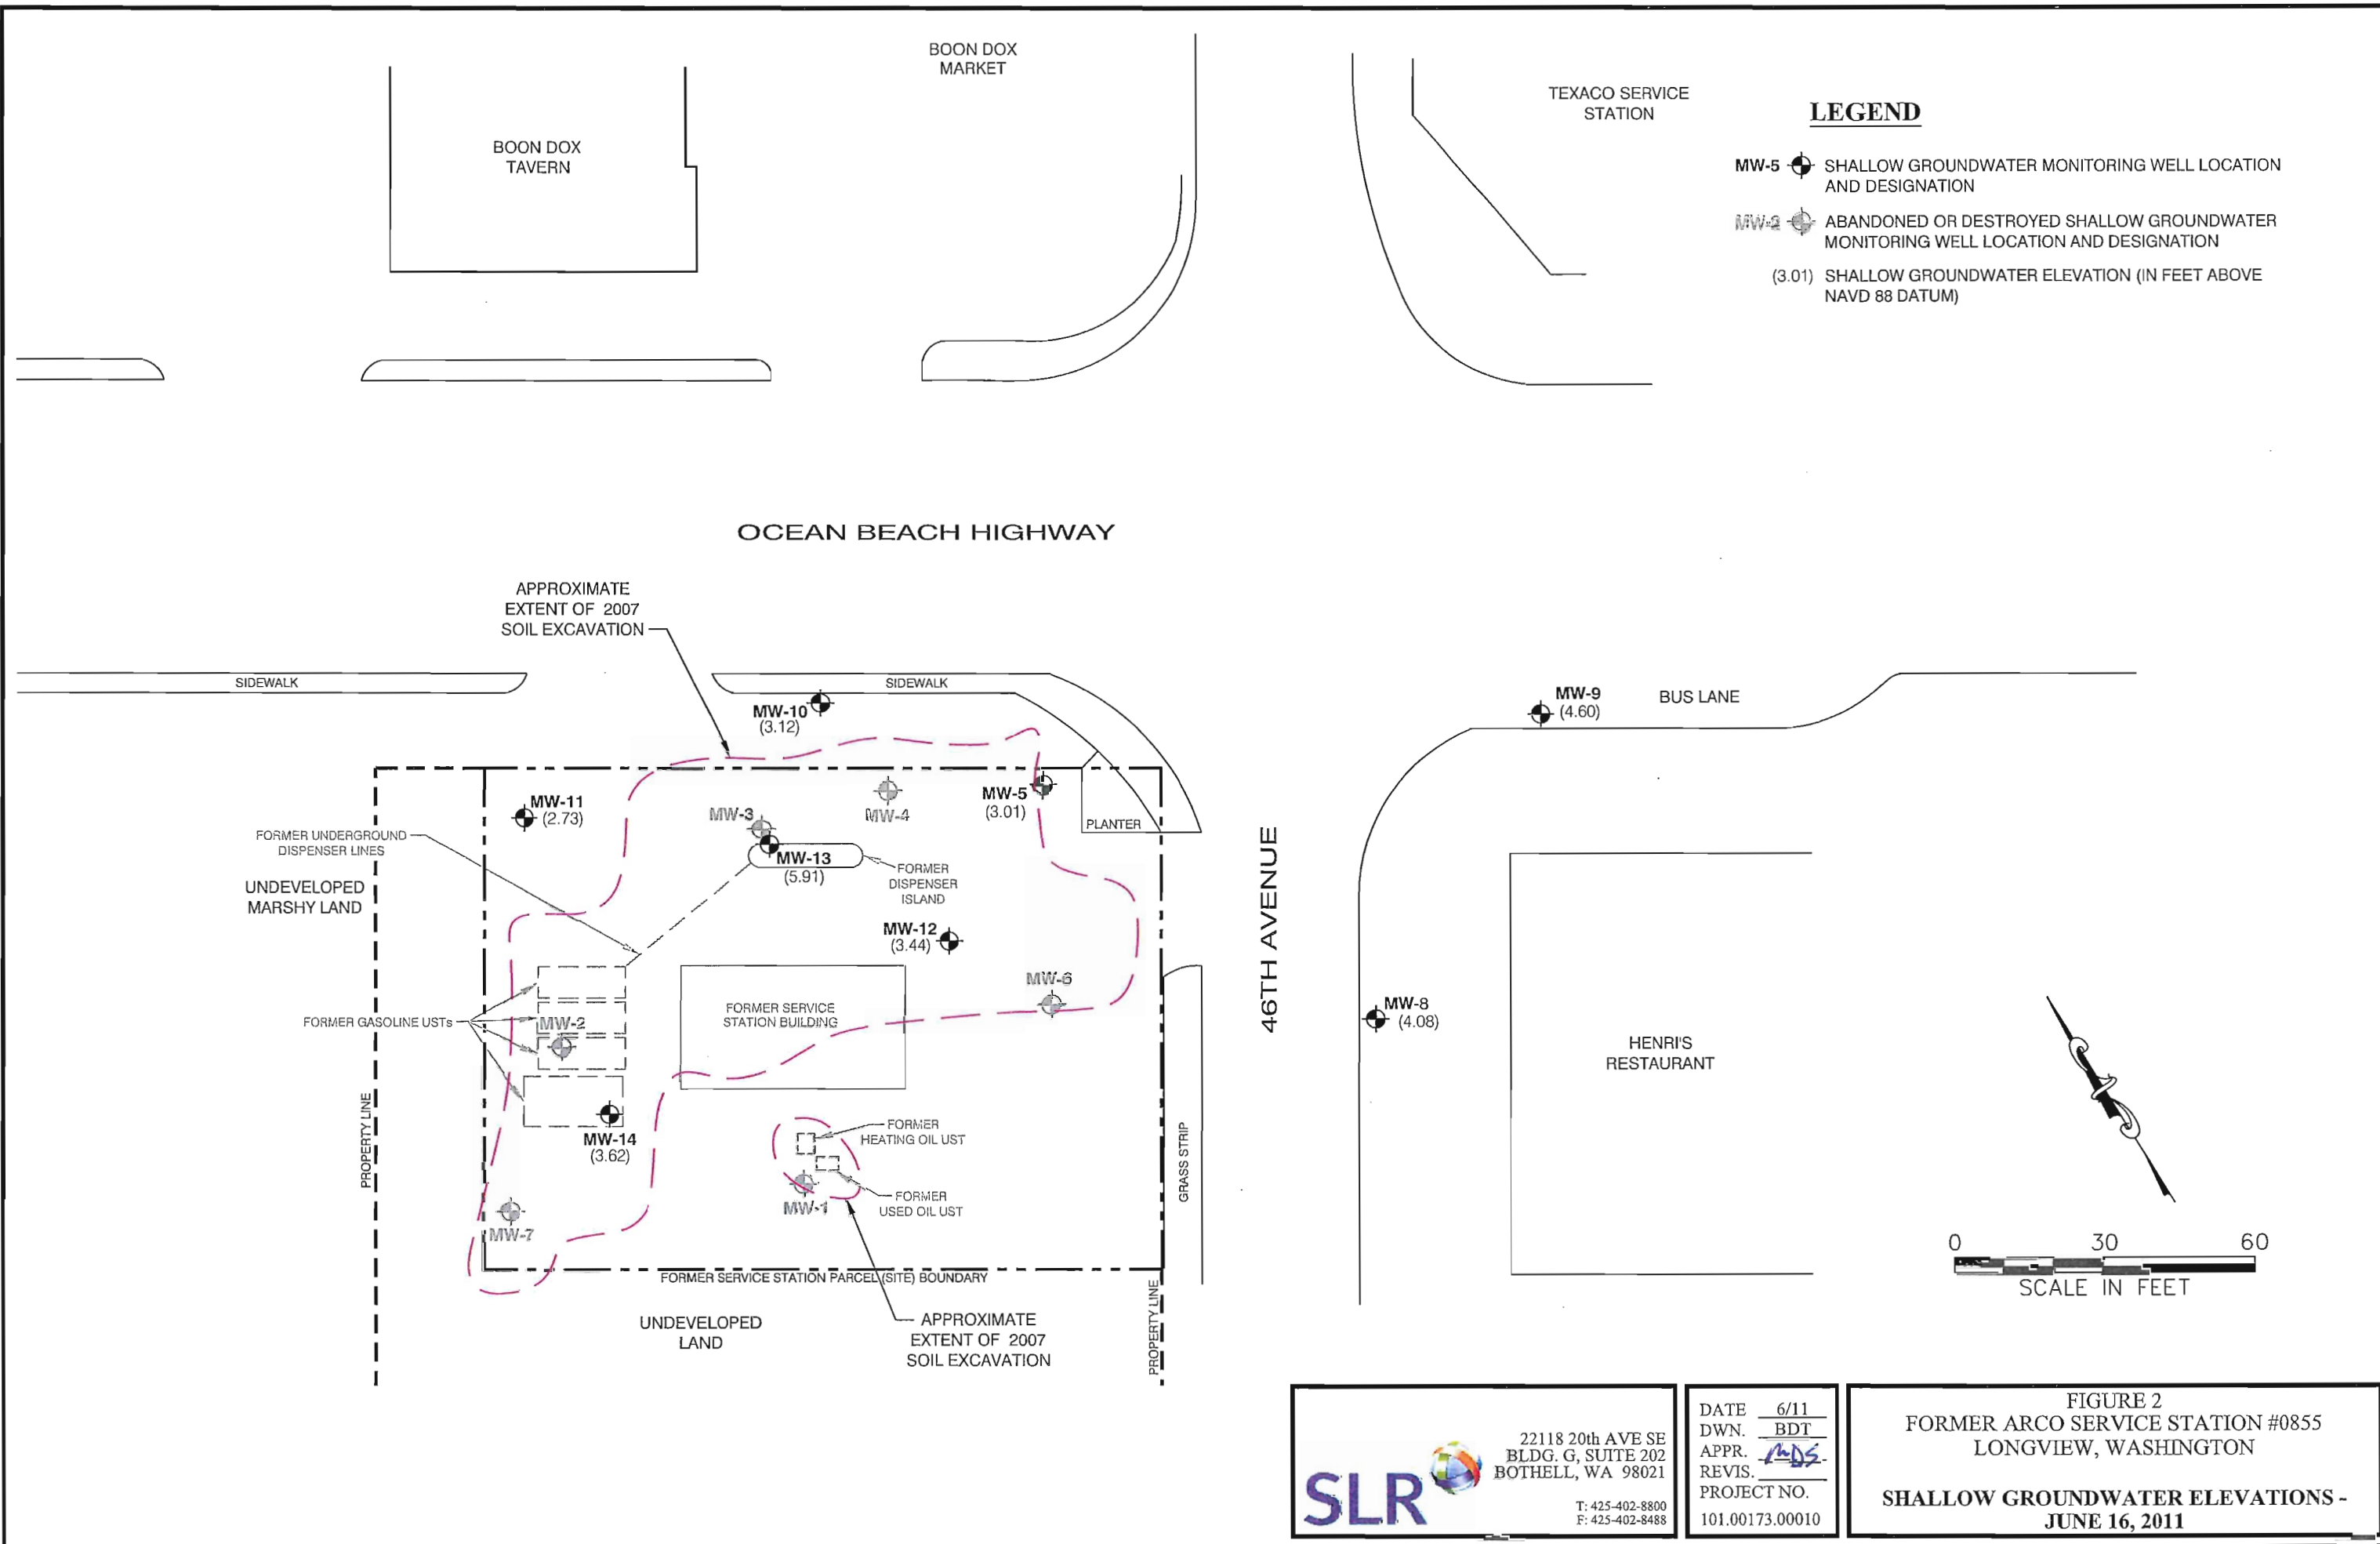 BOON DOX
MARKET
BOON DOX
TAVERN
TEXACO SERVICE
STATION
LEGEND
MW-5 SHALLOW GROUNDWATER MONITORING WELL LOCATION
AND DESIGNATION
MW-2 ABANDONED OR DESTROYED SHALLOW GROUNDWATER
MONITORING WELL LOCATION AND DESIGNATION
(3.01) SHALLOW GROUNDWATER ELEVATION (IN FEET ABOVE
NAVD 88 DATUM)
OCEAN BEACH HIGHWAY
APPROXIMATE
EXTENT OF 2007
SOIL EXCAVATION
SIDEWALK
SIDEWALK
MW-10
(3.12)
MW-9
(4.60)
BUS LANE
MW-11
(2.73)
MW-3
MW-4
MW-5
(3.01)
PLANTER
FORMER UNDERGROUND
DISPENSER LINES
MW-13
(5.91)
FORMER
DISPENSER
ISLAND
UNDEVELOPED
MARSHY LAND
MW-12
(3.44)
46TH AVENUE
MW-6
FORMER GASOLINE USTs
MW-2
FORMER SERVICE
STATION BUILDING
MW-8
(4.08)
HENRI'S
RESTAURANT
PROPERTY LINE
MW-14
(3.62)
FORMER
HEATING OIL UST
GRASS STRIP
MW-1
FORMER
USED OIL UST
MW-7
FORMER SERVICE STATION PARCEL (SITE) BOUNDARY
PROPERTY LINE
UNDEVELOPED
LAND
APPROXIMATE
EXTENT OF 2007
SOIL EXCAVATION
0 30 60
SCALE IN FEET
SLR
22118 20th AVE SE
BLDG. G, SUITE 202
BOTHELL, WA 98021
T: 425-402-8800
F: 425-402-8488
DATE 6/11
DWN. BDT
APPR. MDS
REVIS.
PROJECT NO.
101.00173.00010
FIGURE 2
FORMER ARCO SERVICE STATION #0855
LONGVIEW, WASHINGTON
SHALLOW GROUNDWATER ELEVATIONS -
JUNE 16, 2011